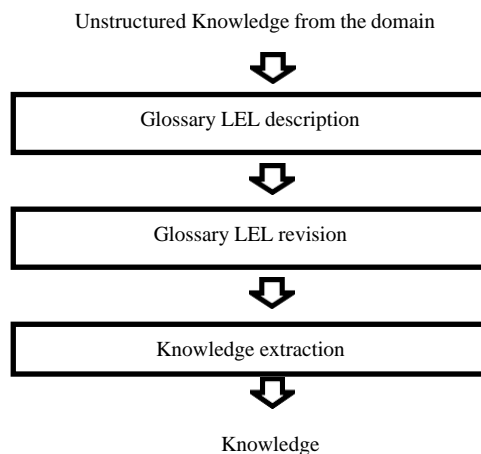 Unstructured Knowledge from the domain
Glossary LEL description
Glossary LEL revision
Knowledge extraction
Knowledge